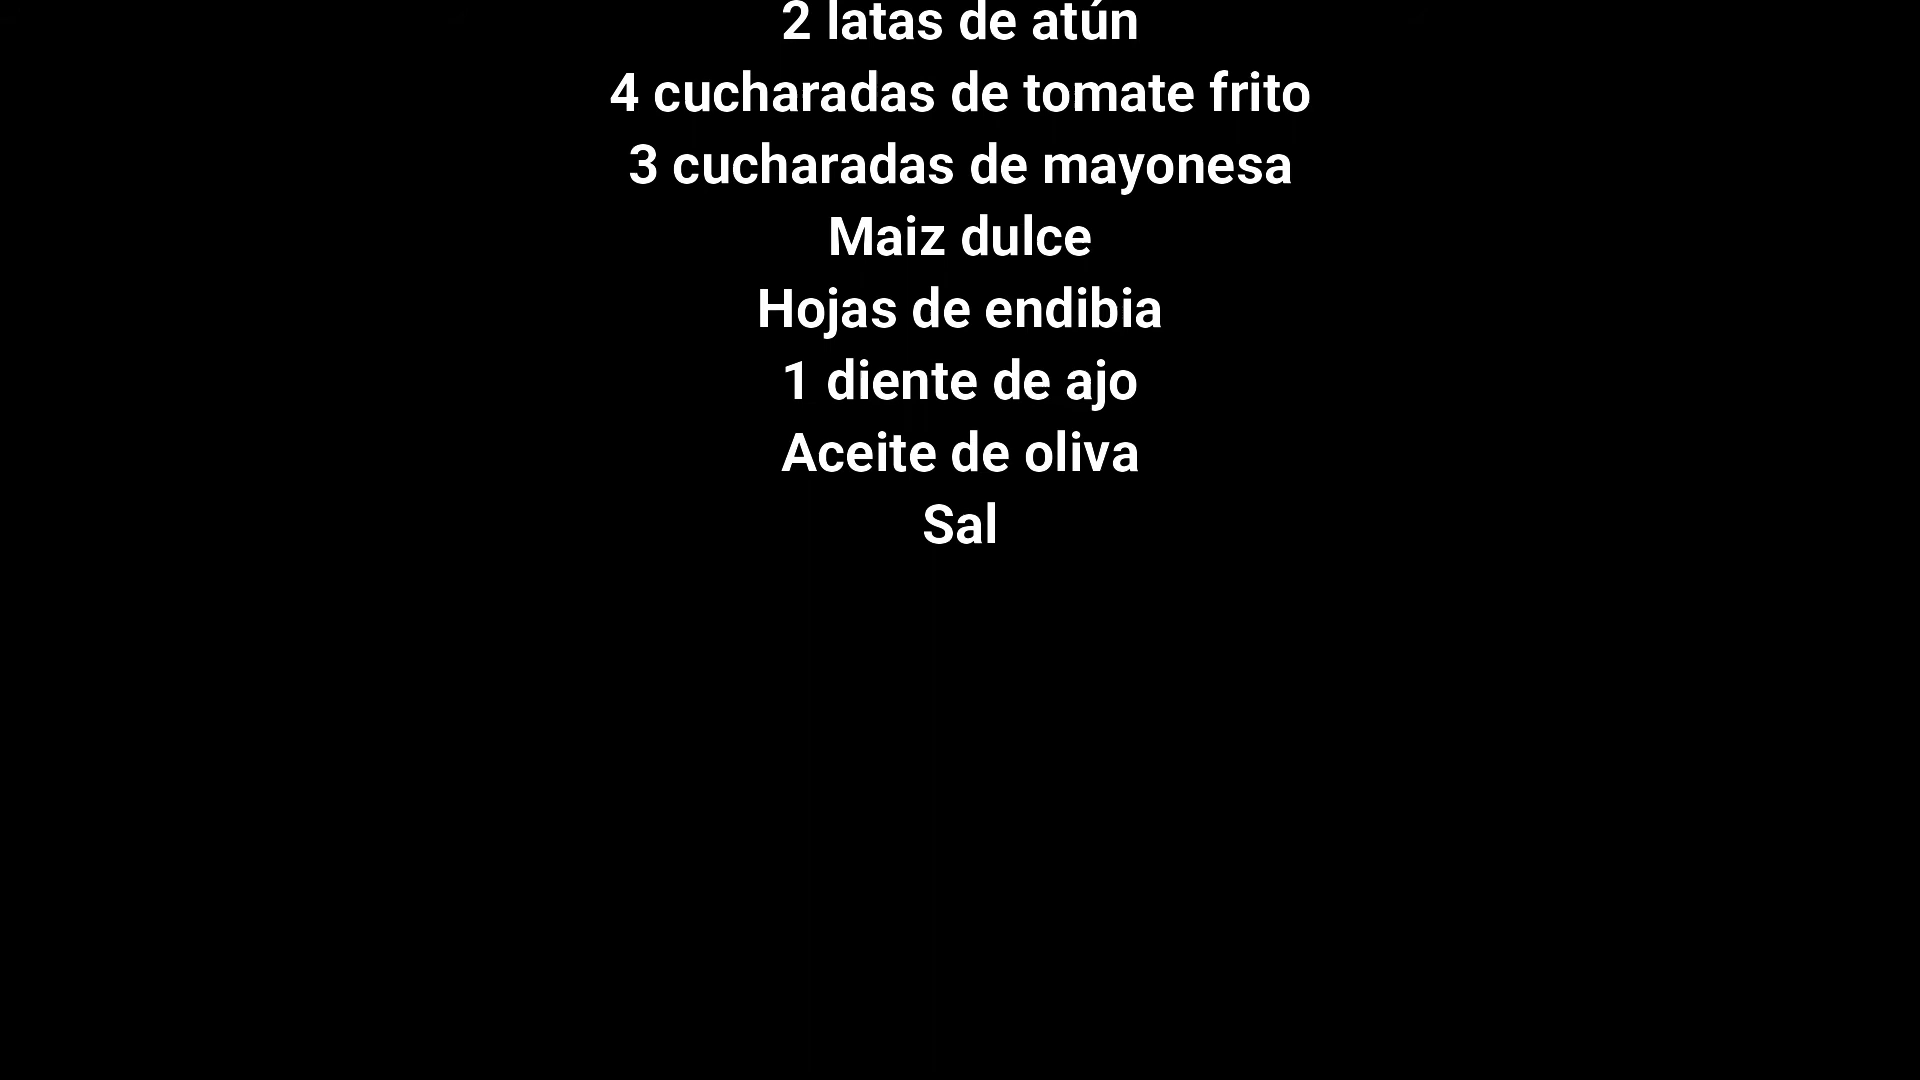 2 latas de atún
4 cucharadas de tomate frito
3 cucharadas de mayonesa
Maiz dulce
Hojas de endibia
1 diente de ajo
Aceite de oliva
Sal